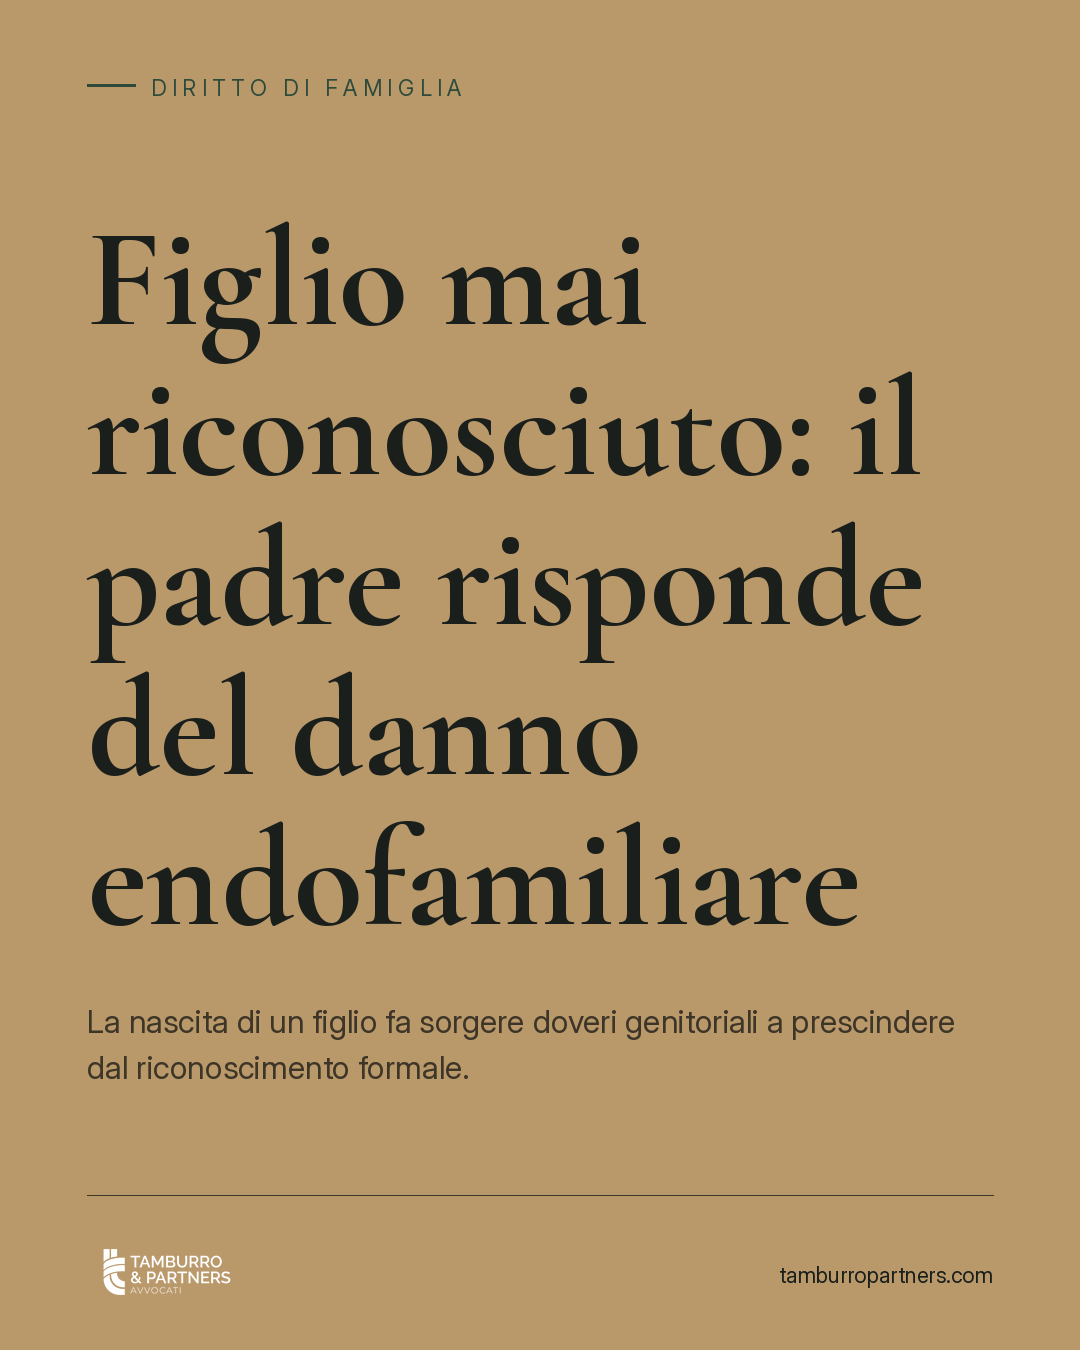 DIRITTO DI FAMIGLIA
Figlio mai
riconosciuto: il
padre risponde
del danno
endofamiliare
La nascita di un figlio fa sorgere doveri genitoriali a prescindere
dal riconoscimento formale.
TAMBURRO
& PARTNERS
AVVOCATI
tamburropartners.com